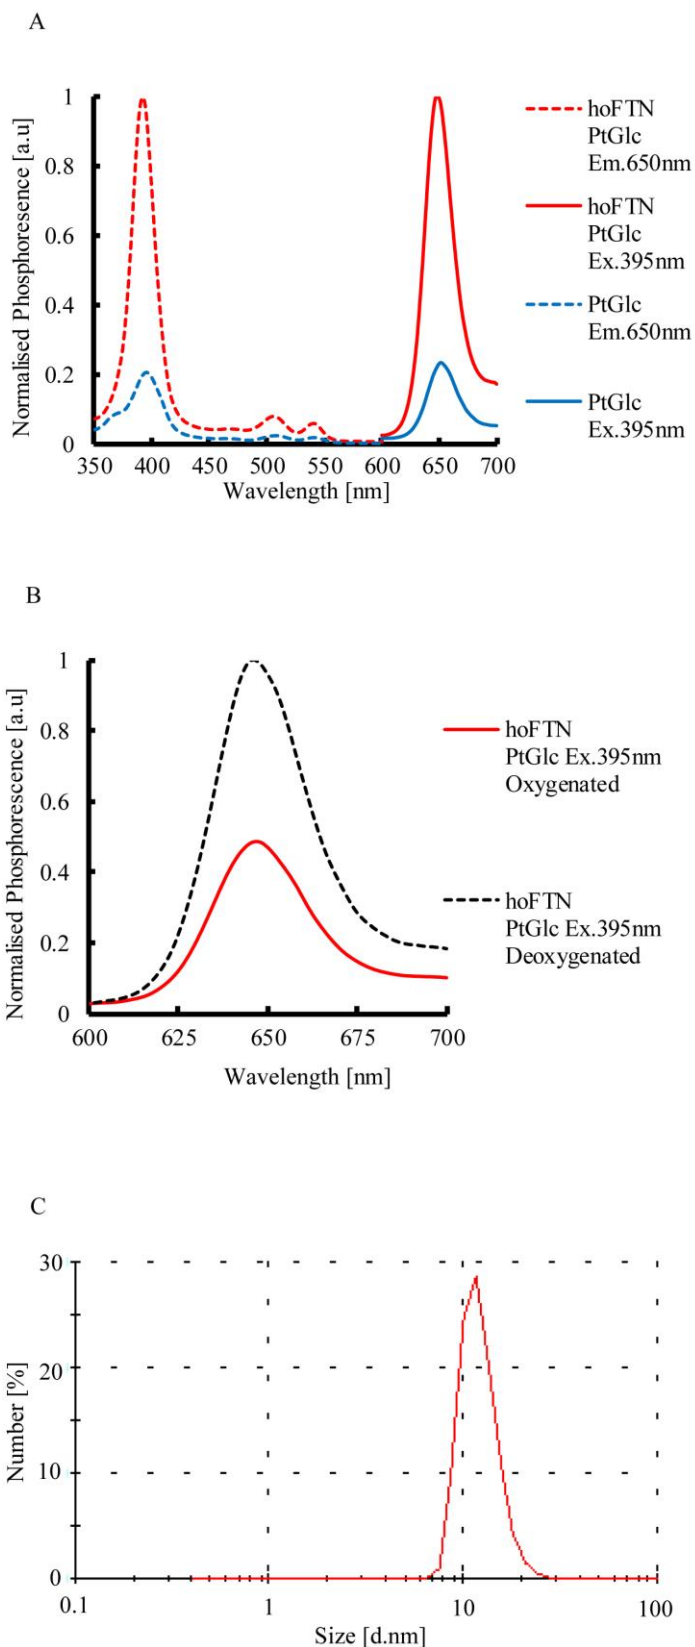 A
Normalised Phosphoresence [a.u]
1
0.8
0.6
0.4
0.2
0
350 400 450 500 550 600 650 700
Wavelength [nm]
hoFTN
PtGlc
Em.650nm
hoFTN
PtGlc
Ex.395nm
PtGlc
Em.650nm
PtGlc
Ex.395nm
B
Normalised Phosphorescence [a.u]
1
0.8
0.6
0.4
0.2
0
600 625 650 675 700
Wavelength [nm]
hoFTN
PtGlc Ex.395nm
Oxygenated
hoFTN
PtGlc Ex.395nm
Deoxygenated
C
Number [%]
30
20
10
0
0.1 1 10 100
Size [d.nm]